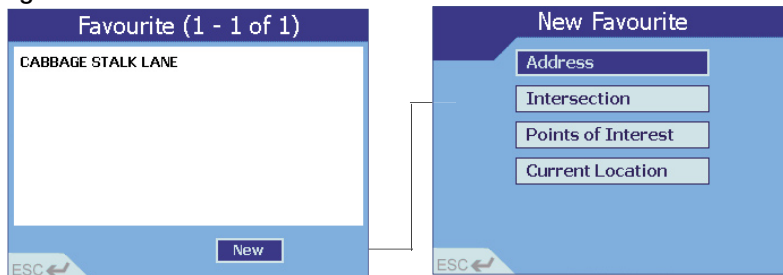 Favourite (1 - 1 of 1)
CABBAGE STALK LANE
New
ESC
New Favourite
Address
Intersection
Points of Interest
Current Location
ESC